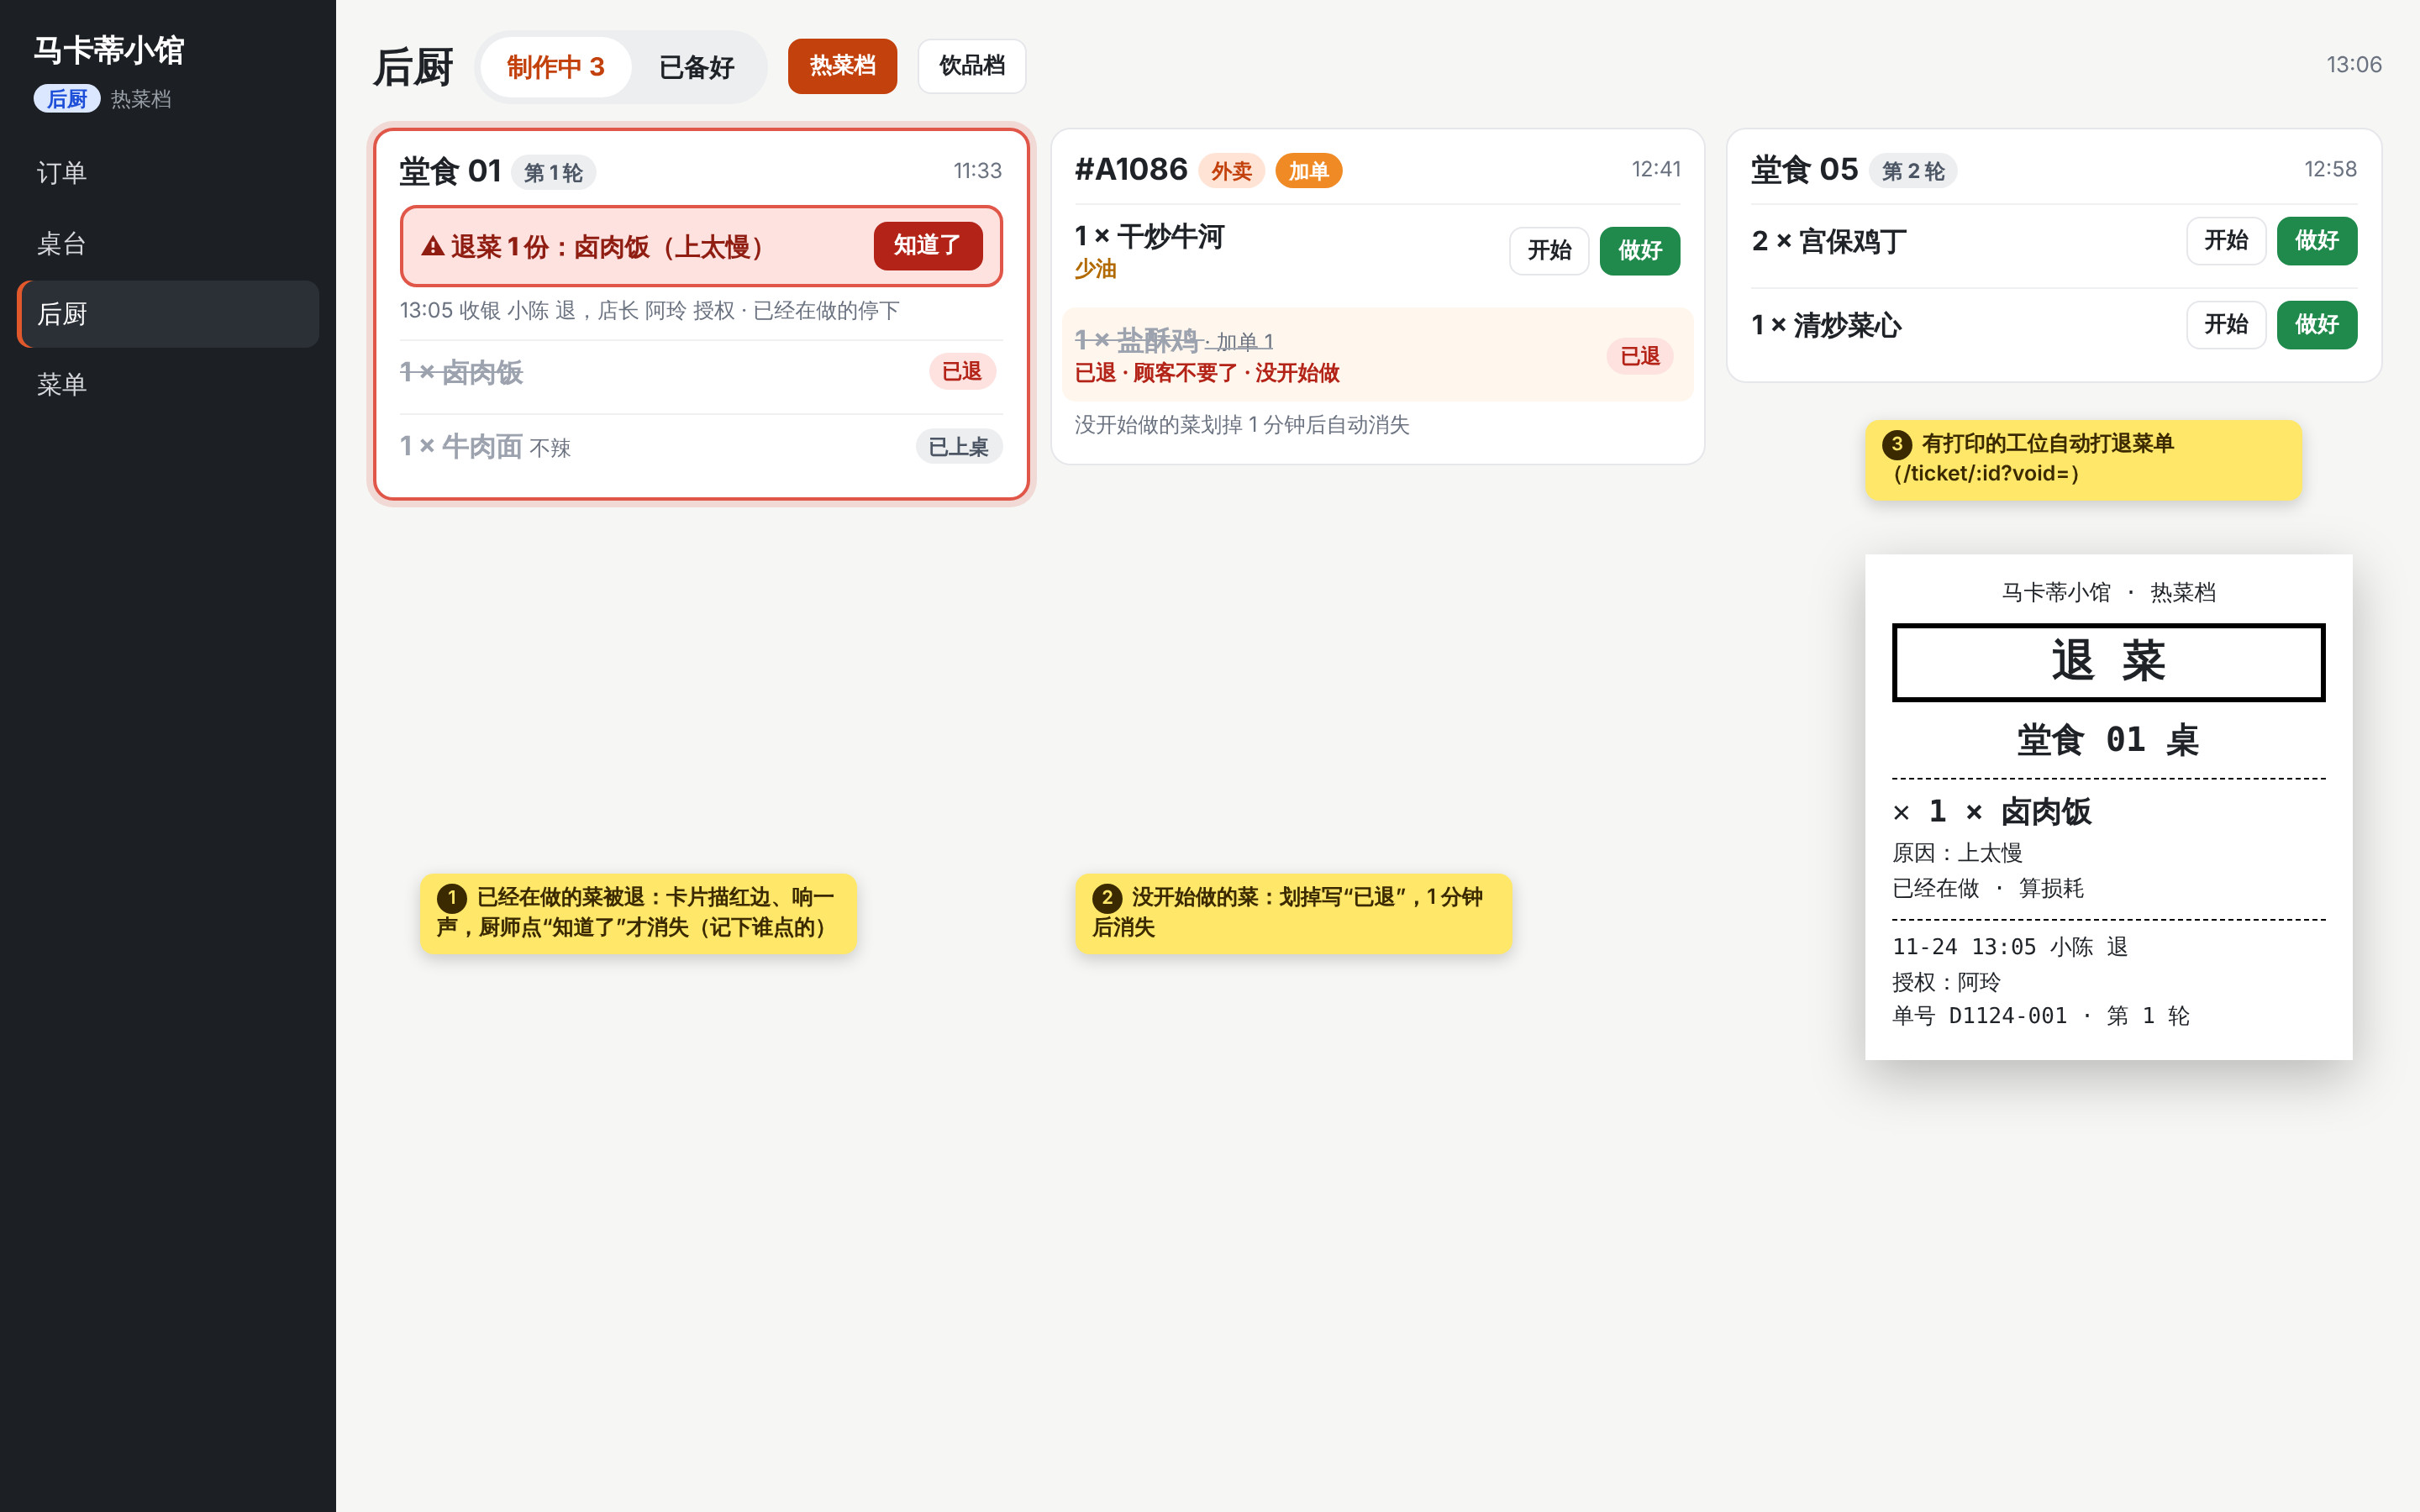 马卡蒂小馆
后厨 热菜档
订单
桌台
后厨
菜单
后厨 制作中 3 已备好 热菜档 饮品档 13:06
堂食 01 第 1 轮 11:33
⚠ 退菜 1 份：卤肉饭（上太慢） 知道了
13:05 收银 小陈 退，店长 阿玲 授权 · 已经在做的停下
1 × 卤肉饭 已退
1 × 牛肉面 不辣 已上桌
#A1086 外卖 加单 12:41
1 × 干炒牛河 开始 做好
少油
1 × 盐酥鸡 · 加单 1 已退
已退 · 顾客不要了 · 没开始做
没开始做的菜划掉 1 分钟后自动消失
堂食 05 第 2 轮 12:58
2 × 宫保鸡丁 开始 做好
1 × 清炒菜心 开始 做好
3 有打印的工位自动打退菜单
（/ticket/:id?void=）
马卡蒂小馆 · 热菜档
退 菜
堂食 01 桌
✕ 1 × 卤肉饭
原因：上太慢
已经在做 · 算损耗
11-24 13:05 小陈 退
授权：阿玲
单号 D1124-001 · 第 1 轮
1 已经在做的菜被退：卡片描红边、响一
声，厨师点“知道了”才消失（记下谁点的）
2 没开始做的菜：划掉写“已退”，1 分钟
后消失